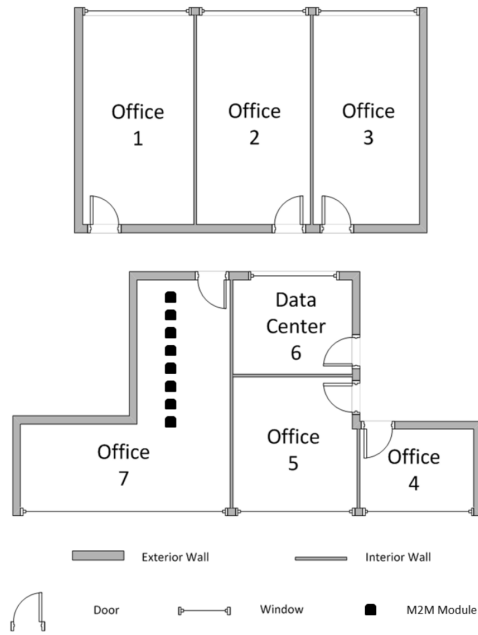 Office
1
Office
2
Office
3
Data
Center
6
Office
5
Office
4
Office
7
Exterior Wall
Interior Wall
Door
Window
M2M Module